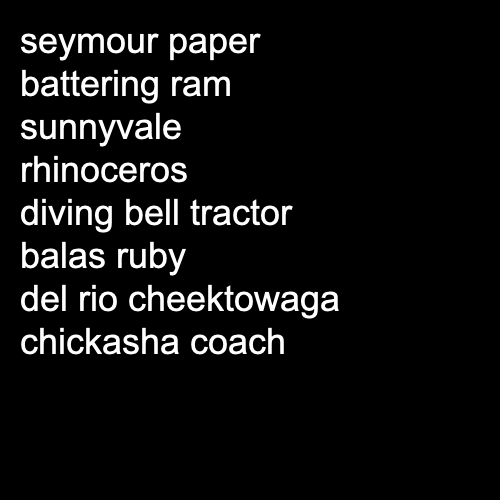 seymour paper
battering ram
sunnyvale
rhinoceros
diving bell tractor
balas ruby
del rio cheektowaga
chickasha coach